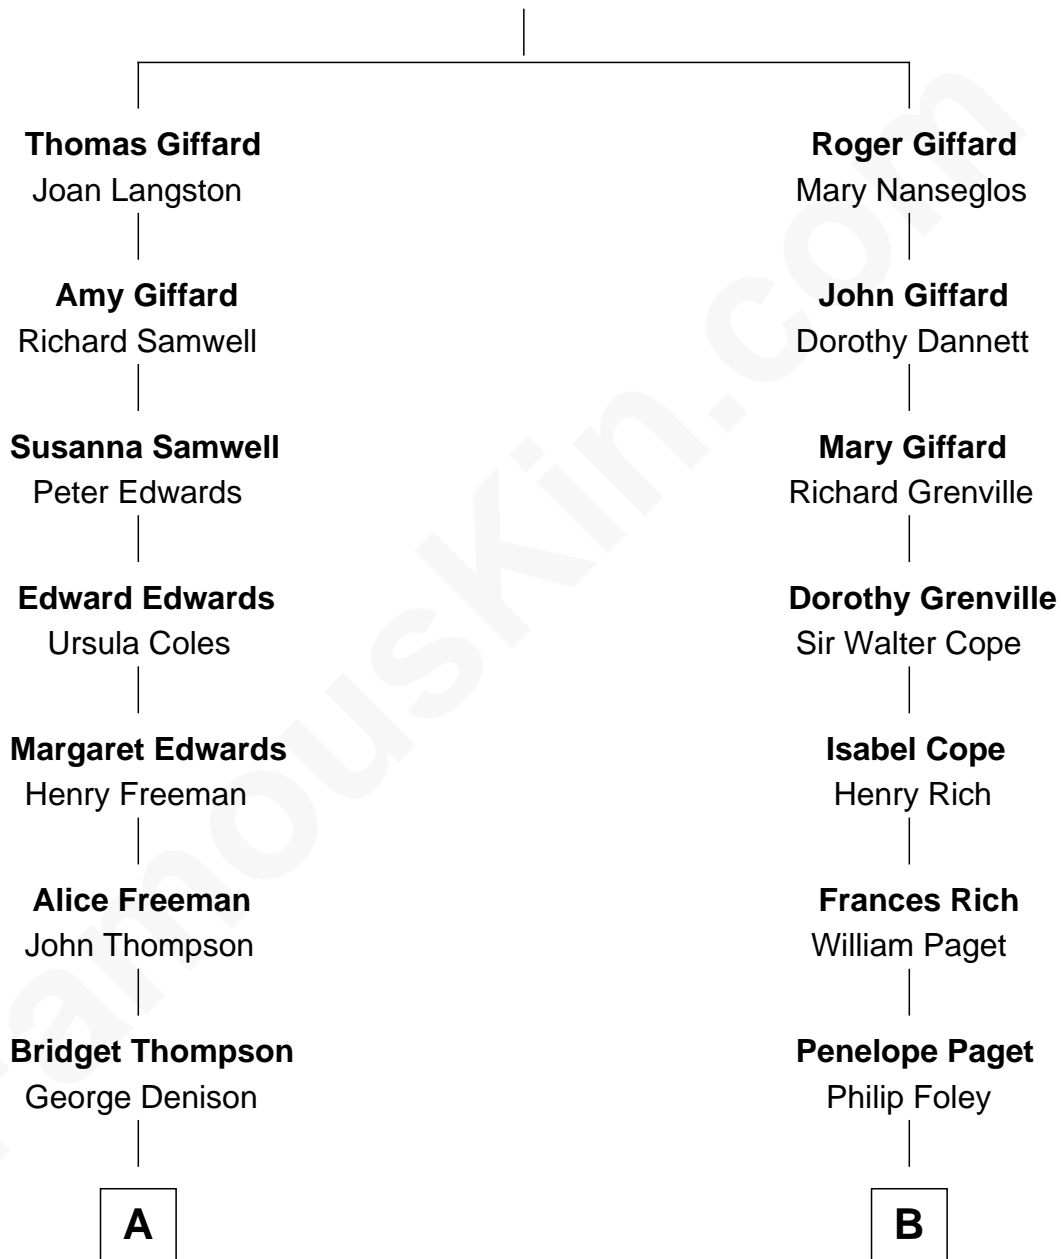 Thomas Giffard
Joan Langston
Amy Giffard
Richard Samwell
Susanna Samwell
Peter Edwards
Edward Edwards
Ursula Coles
Margaret Edwards
Henry Freeman
Alice Freeman
John Thompson
Bridget Thompson
George Denison
A
Roger Giffard
Mary Nanseglos
John Giffard
Dorothy Dannett
Mary Giffard
Richard Grenville
Dorothy Grenville
Sir Walter Cope
Isabel Cope
Henry Rich
Frances Rich
William Paget
Penelope Paget
Philip Foley
B
FamousKin.com